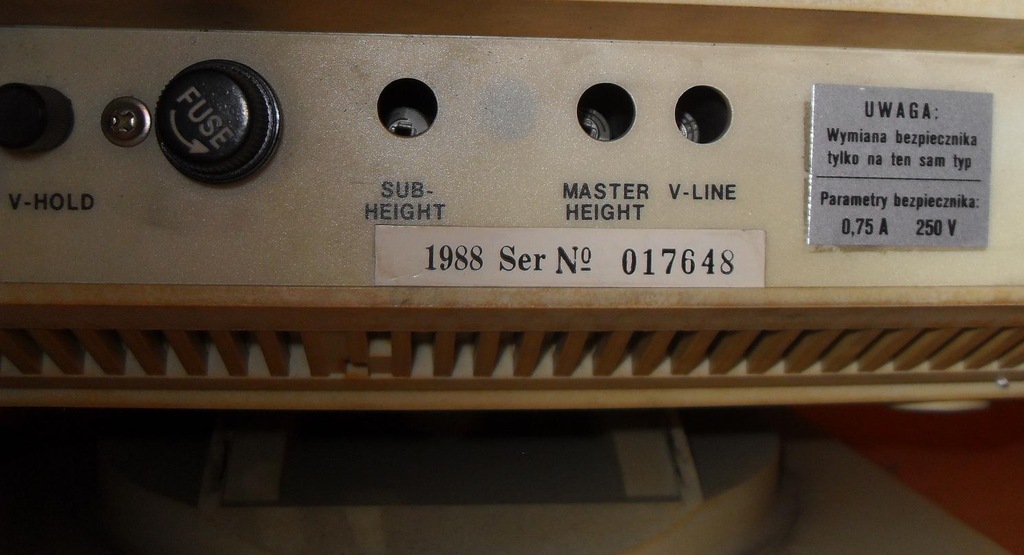 V-HOLD
FUSE
SUB-
HEIGHT
MASTER
HEIGHT
V-LINE
1988 Ser Nº 017648
UWAGA:
Wymiana bezpiecznika
tylko na ten sam typ
Parametry bezpiecznika:
0,75 A 250 V